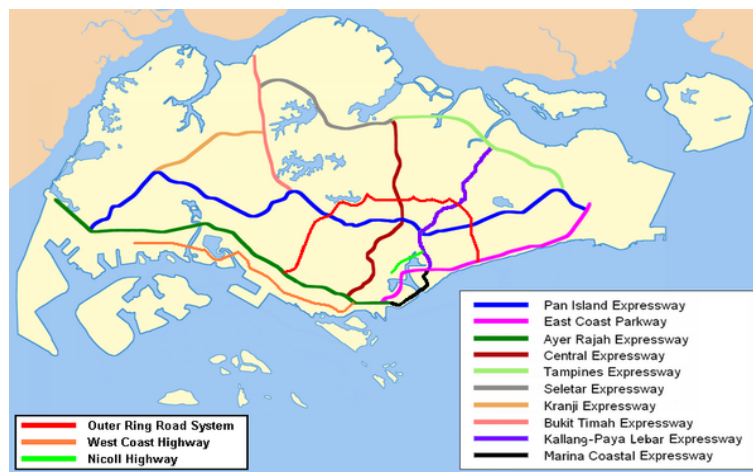 Pan Island Expressway
East Coast Parkway
Ayer Rajah Expressway
Central Expressway
Tampines Expressway
Seletar Expressway
Kranji Expressway
Bukit Timah Expressway
Kallang-Paya Lebar Expressway
Marina Coastal Expressway
Outer Ring Road System
West Coast Highway
Nicoll Highway